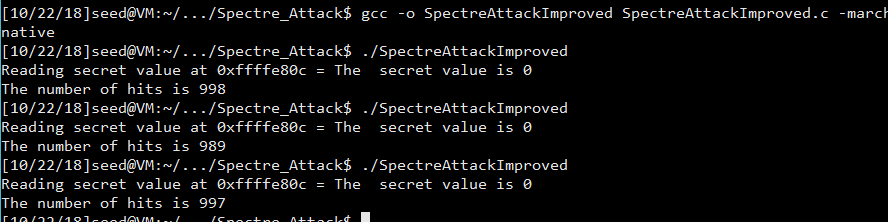 [10/22/18]seed@VM:~/.../Spectre_Attack$ gcc -o SpectreAttackImproved SpectreAttackImproved.c -march
native
[10/22/18]seed@VM:~/.../Spectre_Attack$ ./SpectreAttackImproved
Reading secret value at 0xffffe80c = The  secret value is 0
The number of hits is 998
[10/22/18]seed@VM:~/.../Spectre_Attack$ ./SpectreAttackImproved
Reading secret value at 0xffffe80c = The  secret value is 0
The number of hits is 989
[10/22/18]seed@VM:~/.../Spectre_Attack$ ./SpectreAttackImproved
Reading secret value at 0xffffe80c = The  secret value is 0
The number of hits is 997
[10/22/18]seed@VM:~/.../Spectre_Attack$